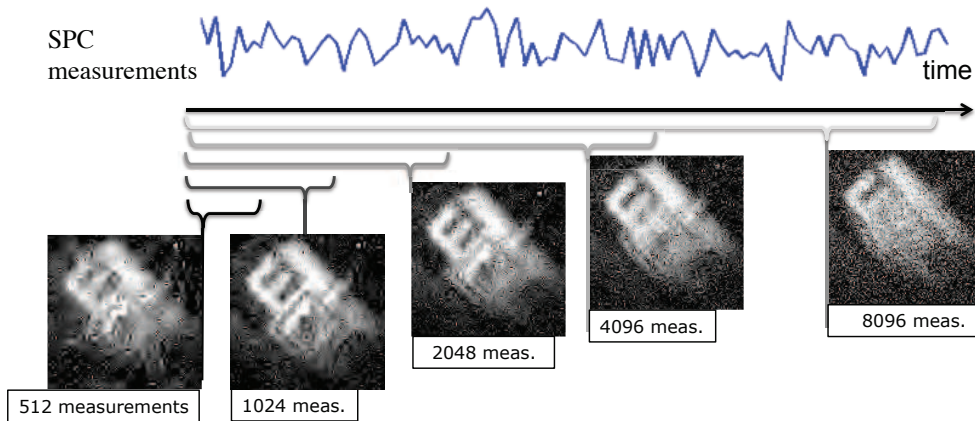 SPC
measurements
time
512 measurements
1024 meas.
2048 meas.
4096 meas.
8096 meas.